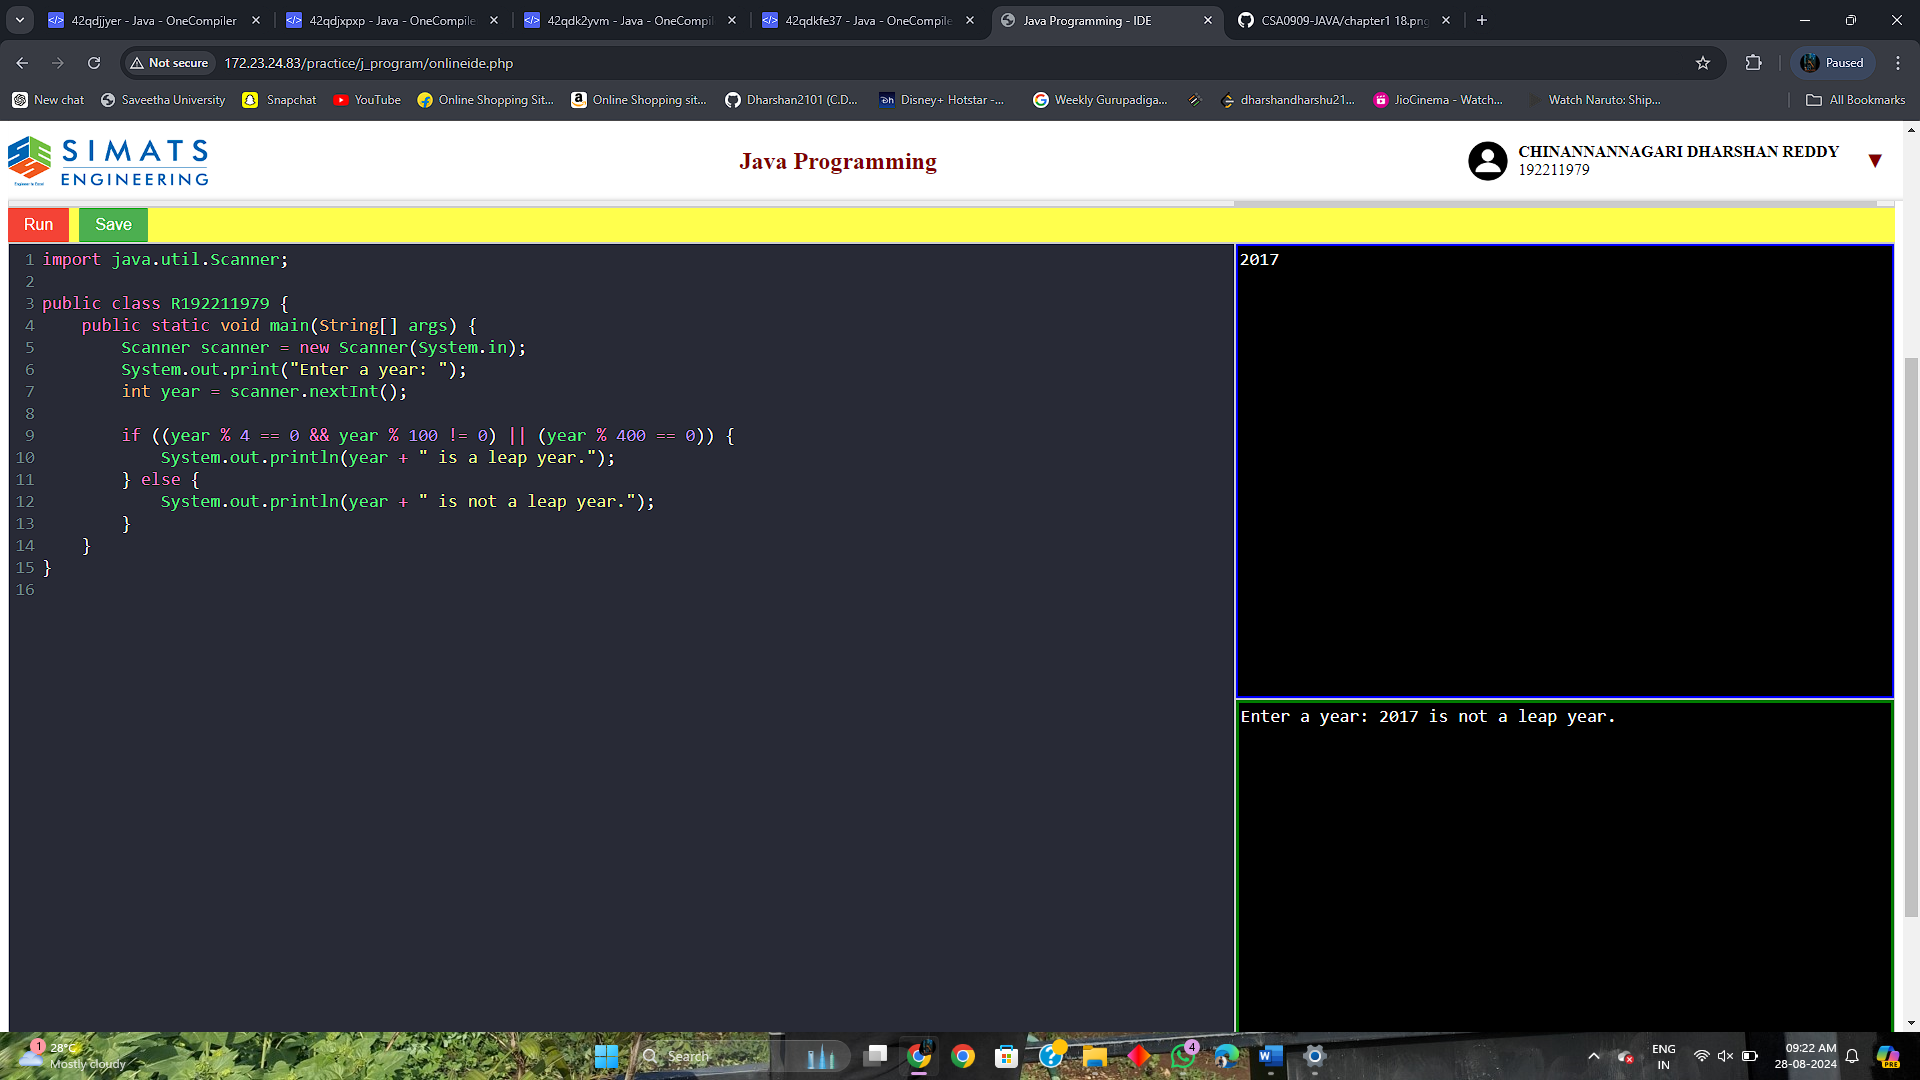 42qdjjyer - Java - OneCompiler
42qdjxpxp - Java - OneCompile
42qdk2yvm - Java - OneCompil
42qdkfe37 - Java - OneCompile
Java Programming - IDE
CSA0909-JAVA/chapter1 18.png
Not secure
172.23.24.83/practice/j_program/onlineide.php
Paused
New chat
Saveetha University
Snapchat
YouTube
Online Shopping Sit...
Online Shopping sit...
Dharshan2101 (C.D...
Disney+ Hotstar -...
Weekly Gurupadiga...
dharshandharshu21...
JioCinema - Watch...
Watch Naruto: Ship...
All Bookmarks
SIMATS
ENGINEERING
Java Programming
CHINANNANNAGARI DHARSHAN REDDY
192211979
Run
Save
1 import java.util.Scanner;
2
3 public class R192211979 {
4     public static void main(String[] args) {
5         Scanner scanner = new Scanner(System.in);
6         System.out.print("Enter a year: ");
7         int year = scanner.nextInt();
8
9         if ((year % 4 == 0 && year % 100 != 0) || (year % 400 == 0)) {
10             System.out.println(year + " is a leap year.");
11         } else {
12             System.out.println(year + " is not a leap year.");
13         }
14     }
15 }
16
2017
Enter a year: 2017 is not a leap year.
1
28°C
Mostly cloudy
Search
4
ENG
IN
09:22 AM
28-08-2024
PRE